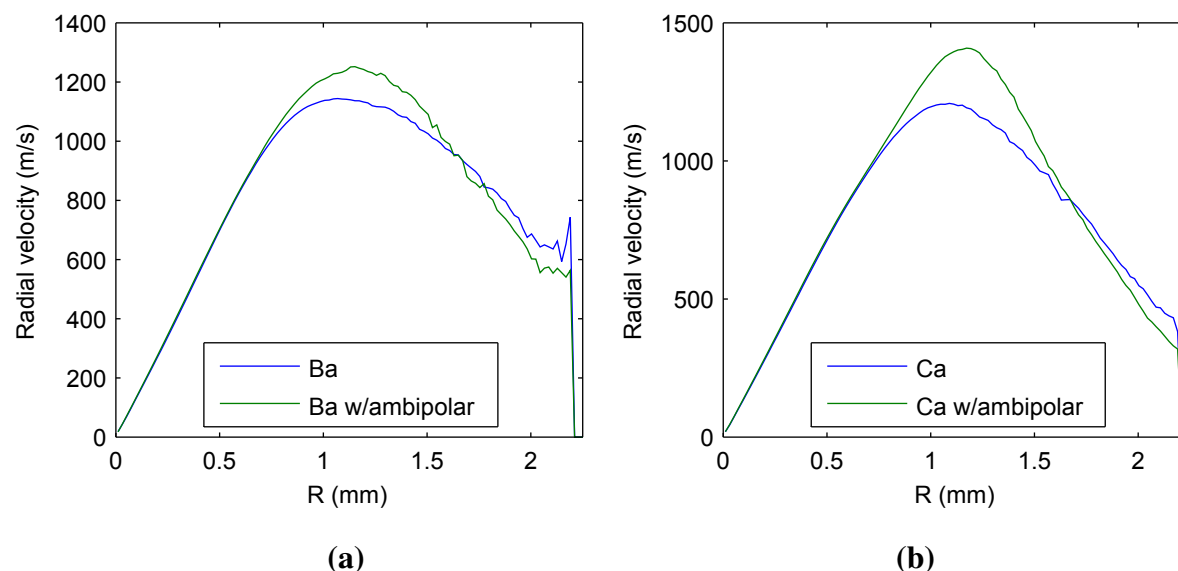 1400
1200
1000
800
600
400
200
0
Radial velocity (m/s)
Ba
Ba w/ambipolar
0
0.5
1
1.5
2
R (mm)
(a)
1500
1000
500
0
Radial velocity (m/s)
Ca
Ca w/ambipolar
0
0.5
1
1.5
2
R (mm)
(b)